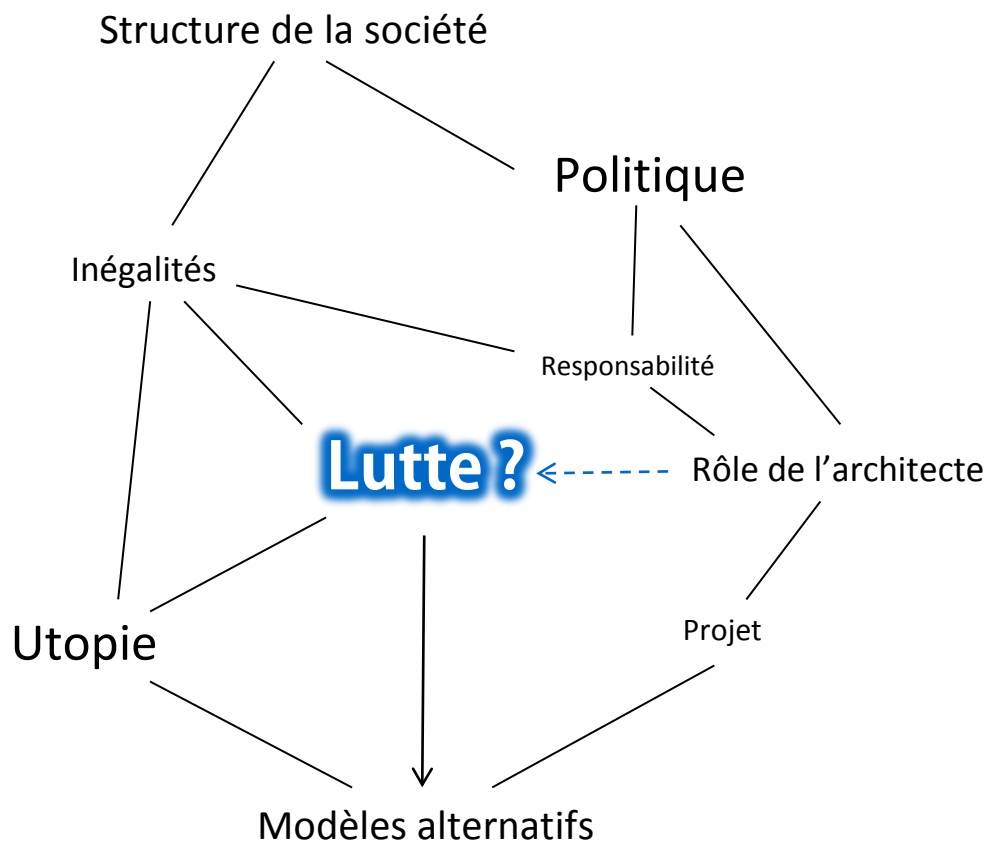 Structure de la société
Politique
Inégalités
Responsabilité
Lutte ?
Rôle de l’architecte
Projet
Utopie
Modèles alternatifs